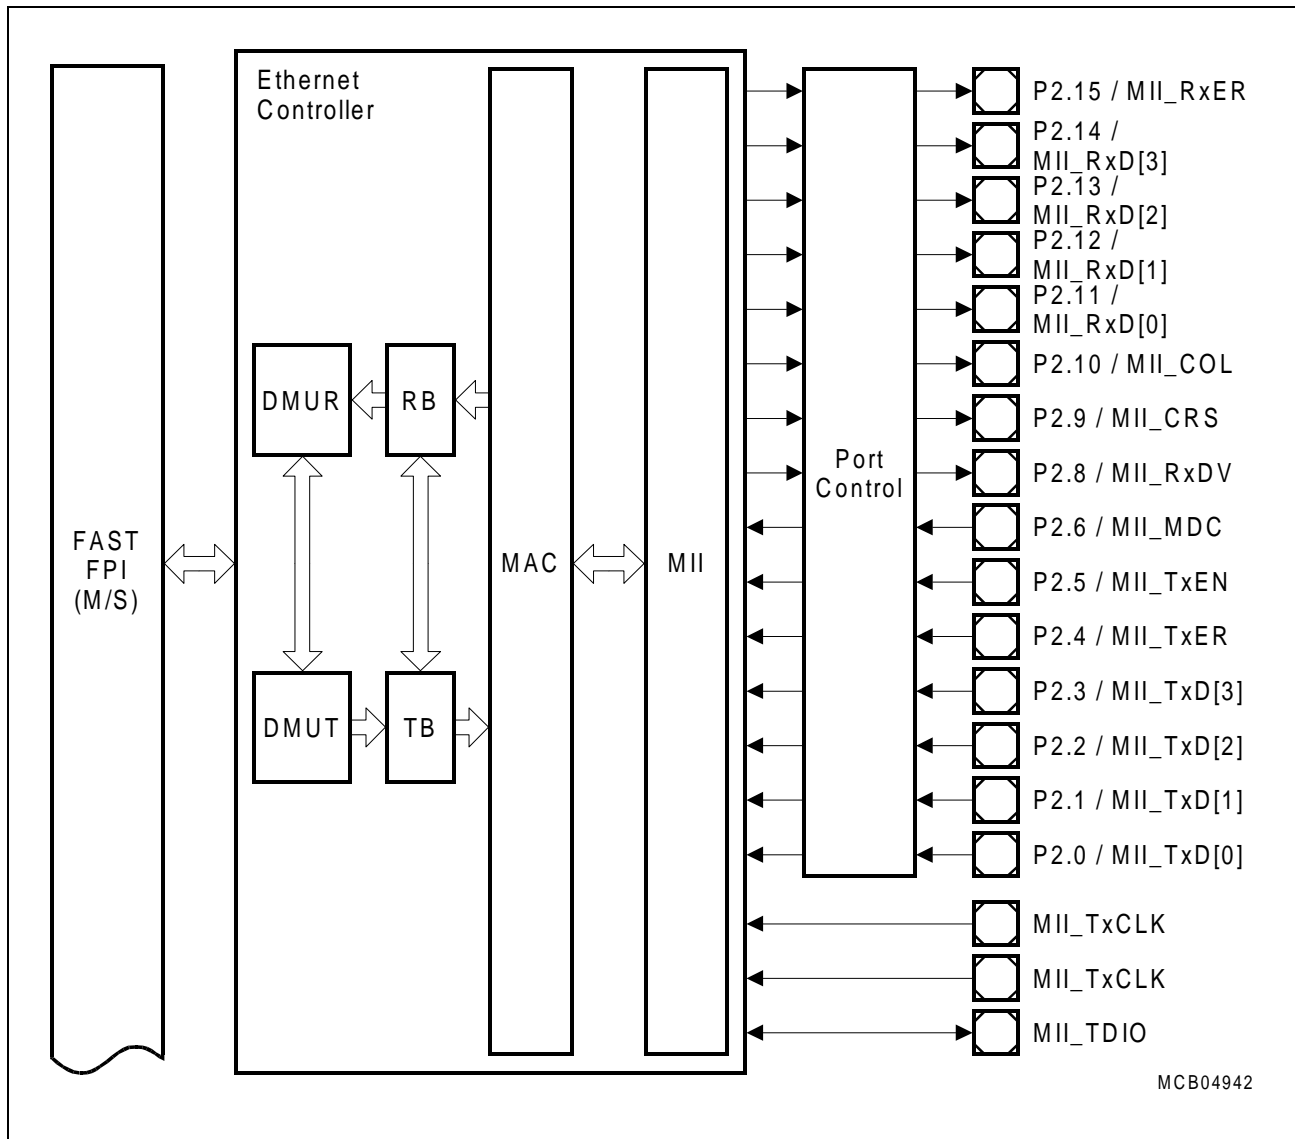 Ethernet
Controller
P2.15 / MII_RxER
P2.14 /
MII_RxD[3]
P2.13 /
MII_RxD[2]
P2.12 /
MII_RxD[1]
P2.11 /
MII_RxD[0]
DMUR
RB
P2.10 / MII_COL
P2.9 / MII_CRS
Port
Control
P2.8 / MII_RxDV
P2.6 / MII_MDC
FAST
FPI
(M/S)
MAC
MII
P2.5 / MII_TxEN
P2.4 / MII_TxER
P2.3 / MII_TxD[3]
DMUT
TB
P2.2 / MII_TxD[2]
P2.1 / MII_TxD[1]
P2.0 / MII_TxD[0]
MII_TxCLK
MII_TxCLK
MII_TDIO
MCB04942